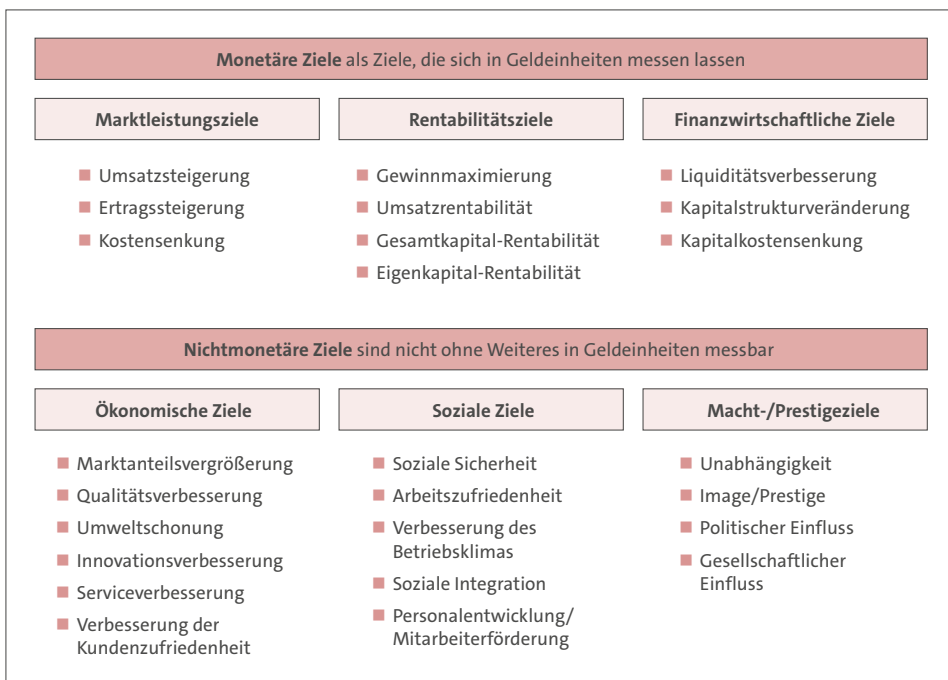 Monetäre Ziele als Ziele, die sich in Geldeinheiten messen lassen
Marktleistungsziele
Umsatzsteigerung
Ertragssteigerung
Kostensenkung
Rentabilitätsziele
Gewinnmaximierung
Umsatzrentabilität
Gesamtkapital-Rentabilität
Eigenkapital-Rentabilität
Finanzwirtschaftliche Ziele
Liquiditätsverbesserung
Kapitalstrukturveränderung
Kapitalkostensenkung
Nichtmonetäre Ziele sind nicht ohne Weiteres in Geldeinheiten messbar
Ökonomische Ziele
Marktanteilsvergrößerung
Qualitätsverbesserung
Umweltschonung
Innovationsverbesserung
Serviceverbesserung
Verbesserung der
Kundenzufriedenheit
Soziale Ziele
Soziale Sicherheit
Arbeitszufriedenheit
Verbesserung des
Betriebsklimas
Soziale Integration
Personalentwicklung/
Mitarbeiterförderung
Macht-/Prestigeziele
Unabhängigkeit
Image/Prestige
Politischer Einfluss
Gesellschaftlicher
Einfluss